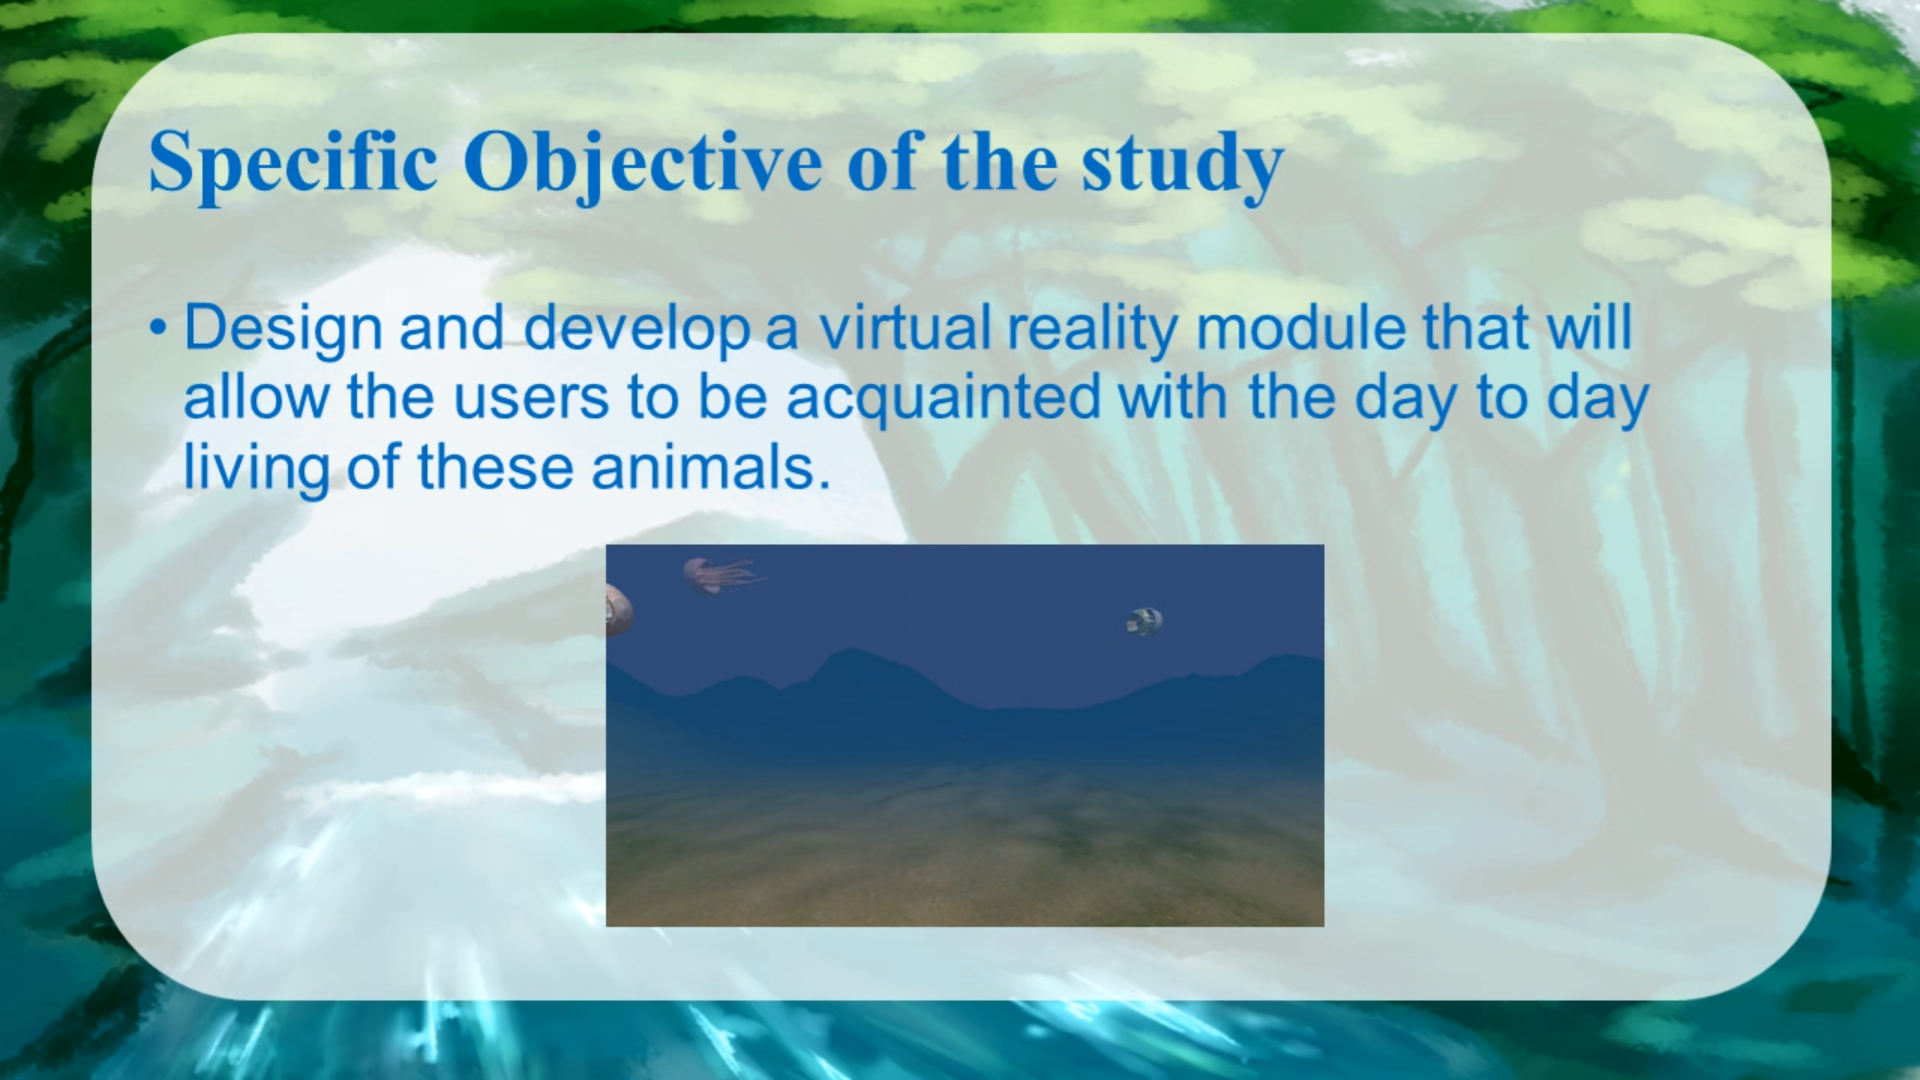 Specific Objective of the study
• Design and develop a virtual reality module that will
allow the users to be acquainted with the day to day
living of these animals.